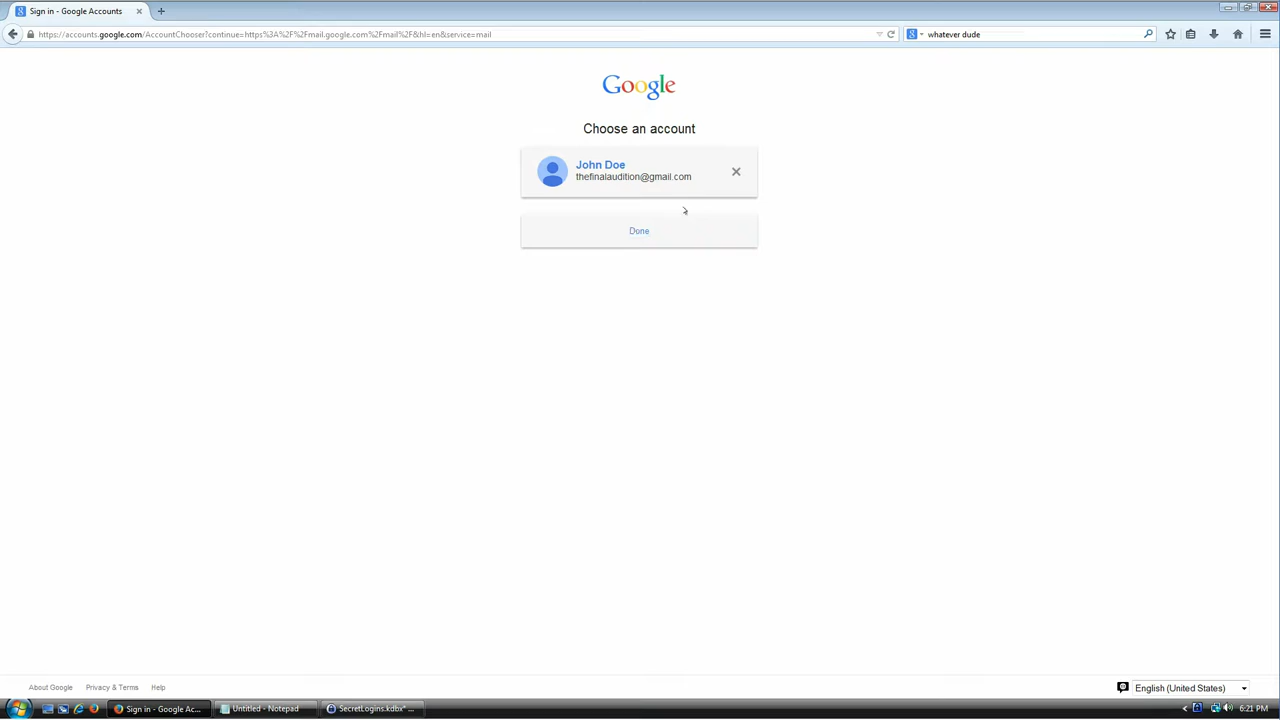 Sign in - Google Accounts
https://accounts.google.com/AccountChooser?continue=https%3A%2F%2Fmail.google.com%2Fmail%2F&hl=en&service=mail
whatever dude
Google
Choose an account
John Doe
thefinalaudition@gmail.com
Done
About Google Privacy & Terms Help
English (United States)
Sign in - Google Ac...
Untitled - Notepad
SecretLogins.kdbx* ...
6:21 PM